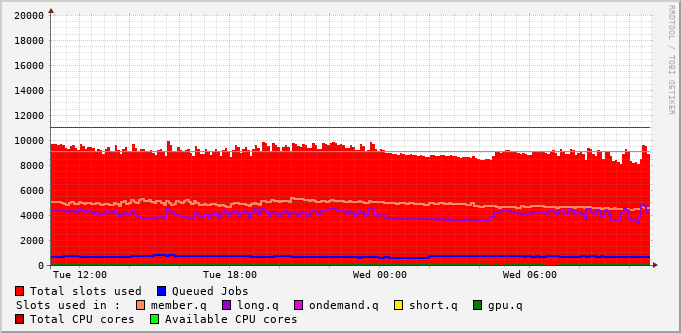 20000
18000
16000
14000
12000
10000
8000
6000
4000
2000
0
Tue 12:00 Tue 18:00 Wed 00:00 Wed 06:00
RRDTOOL / TOBI OETIKER
Total slots used Queued Jobs
Slots used in : member.q long.q ondemand.q short.q gpu.q
Total CPU cores Available CPU cores